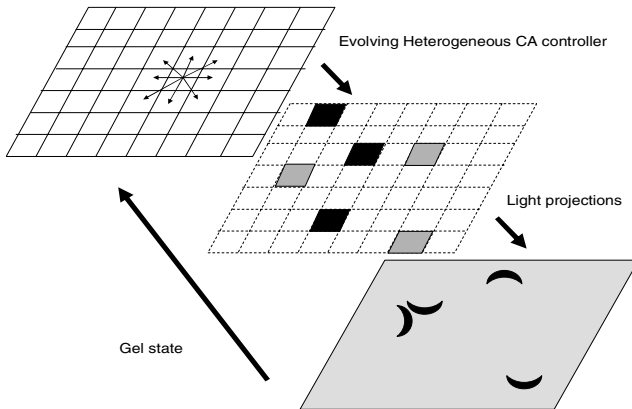 Evolving Heterogeneous CA controller
Light projections
Gel state